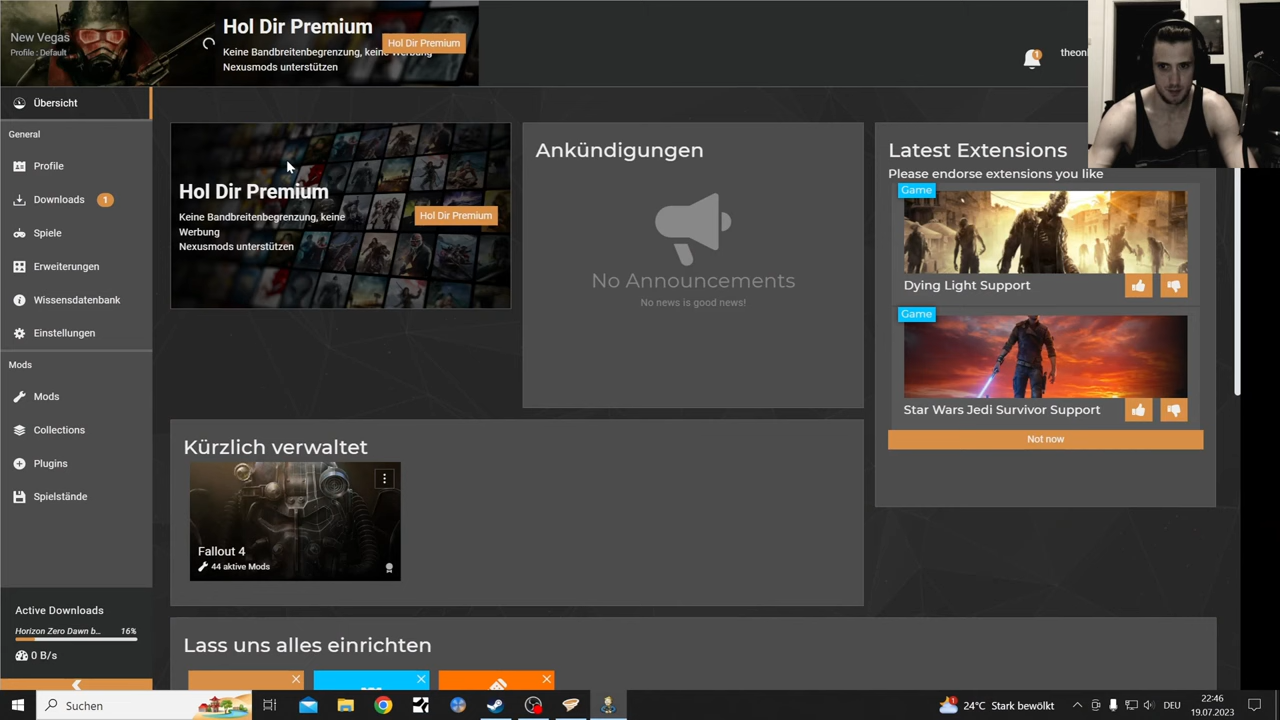 New Vegas
Profile : Default
Hol Dir Premium
Keine Bandbreitenbegrenzung, keine Werbung
Nexusmods unterstützen
Hol Dir Premium
1
Übersicht
General
Profile
Downloads 1
Spiele
Erweiterungen
Wissensdatenbank
Einstellungen
Mods
Mods
Collections
Plugins
Spielstände
Active Downloads
Horizon Zero Dawn b... 16%
0 B/s
Hol Dir Premium
Keine Bandbreitenbegrenzung, keine
Werbung
Nexusmods unterstützen
Hol Dir Premium
Ankündigungen
No Announcements
No news is good news!
Latest Extensions
Please endorse extensions you like
Game
Dying Light Support
Game
Star Wars Jedi Survivor Support
Not now
Kürzlich verwaltet
Fallout 4
44 aktive Mods
Lass uns alles einrichten
Suchen
1
24°C Stark bewölkt
DEU
22:46
19.07.2023